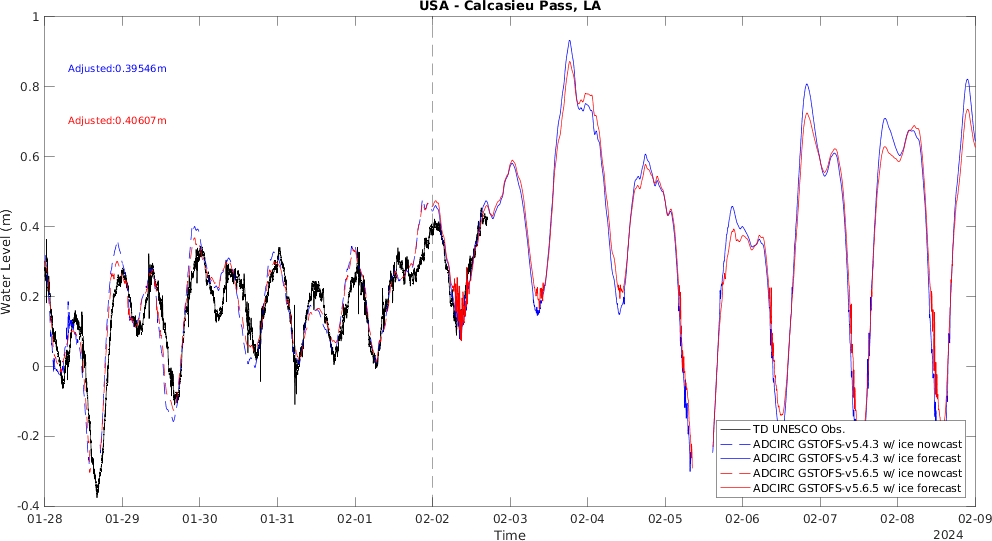 USA - Calcasieu Pass, LA
1
0.8
0.6
0.4
0.2
0
-0.2
-0.4
Water Level (m)
Adjusted:0.39546m
Adjusted:0.40607m
TD UNESCO Obs.
ADCIRC GSTOFS-v5.4.3 w/ ice nowcast
ADCIRC GSTOFS-v5.4.3 w/ ice forecast
ADCIRC GSTOFS-v5.6.5 w/ ice nowcast
ADCIRC GSTOFS-v5.6.5 w/ ice forecast
01-28 01-29 01-30 01-31 02-01 02-02 02-03 02-04 02-05 02-06 02-07 02-08 02-09
Time
2024